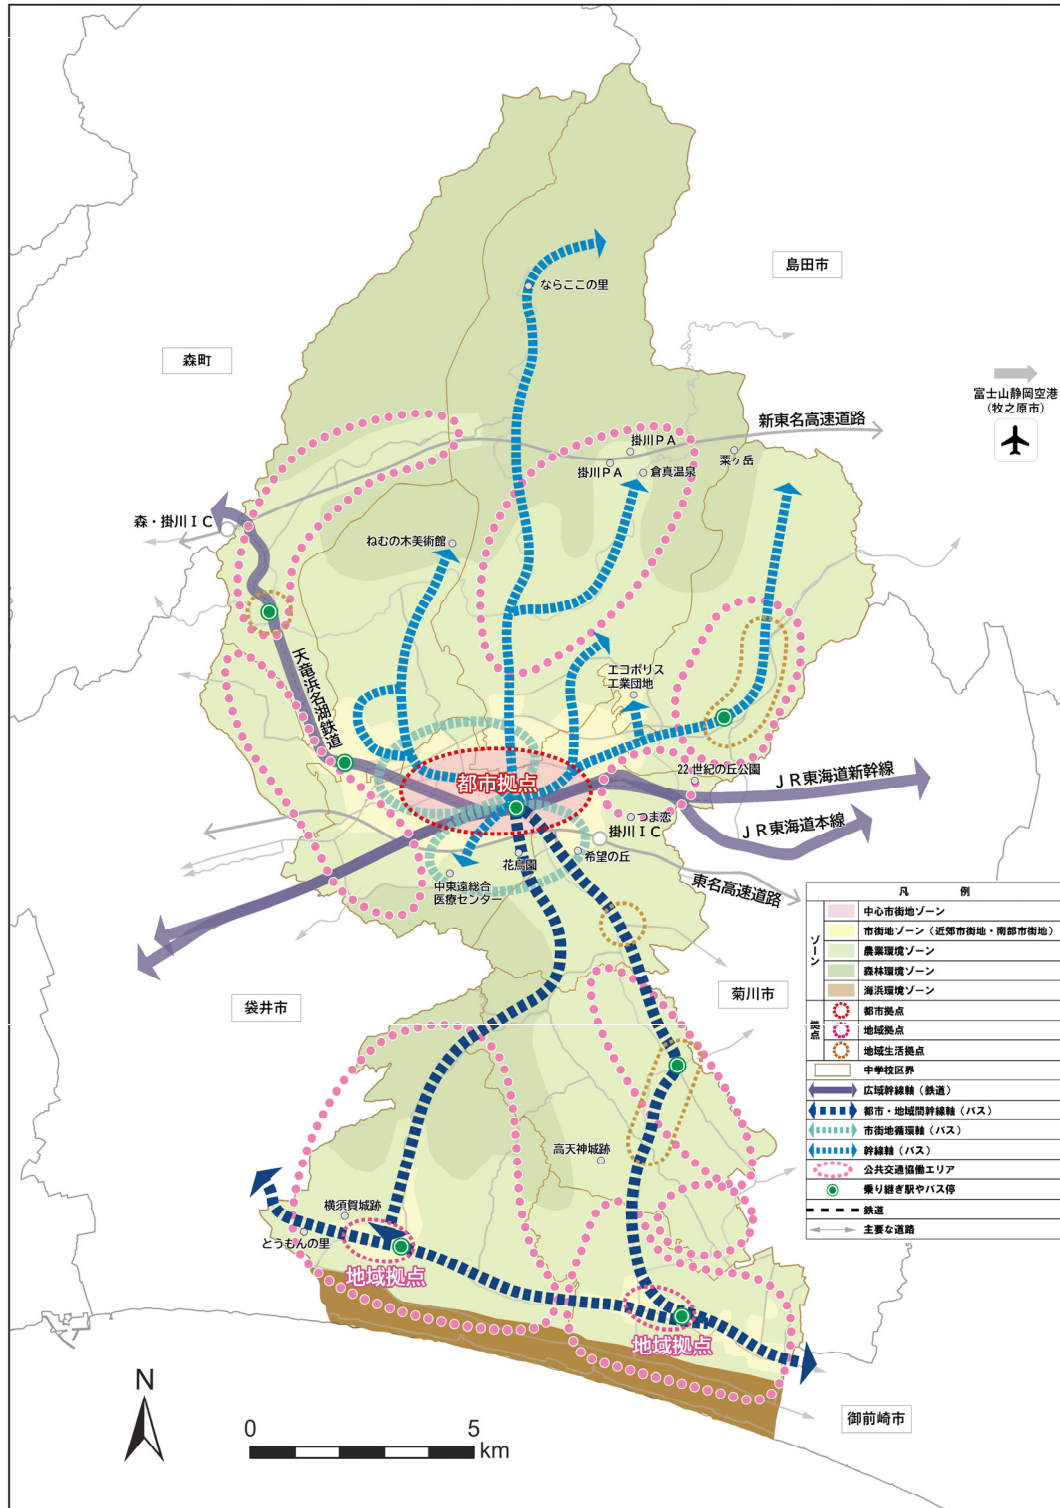 島田市
ならここの里
森町
富士山静岡空港
(牧之原市)
新東名高速道路
掛川ＰＡ
粟ヶ岳
掛川ＰＡ
倉真温泉
森・掛川ＩＣ
ねむの木美術館
天竜浜名湖鉄道
エコポリス
工業団地
22世紀の丘公園
都市拠点
ＪＲ東海道新幹線
つま恋
ＪＲ東海道本線
掛川ＩＣ
花鳥園
希望の丘
中東遠総合
医療センター
東名高速道路
袋井市
菊川市
凡 例
ゾーン
中心市街地ゾーン
市街地ゾーン（近郊市街地・南部市街地）
農業環境ゾーン
森林環境ゾーン
海浜環境ゾーン
拠点
都市拠点
地域拠点
地域生活拠点
中学校区界
広域幹線軸（鉄道）
都市・地域間幹線軸（バス）
市街地循環軸（バス）
幹線軸（バス）
公共交通協働エリア
乗り継ぎ駅やバス停
鉄道
主要な道路
高天神城跡
横須賀城跡
とうもんの里
地域拠点
地域拠点
御前崎市
N
0 5
km